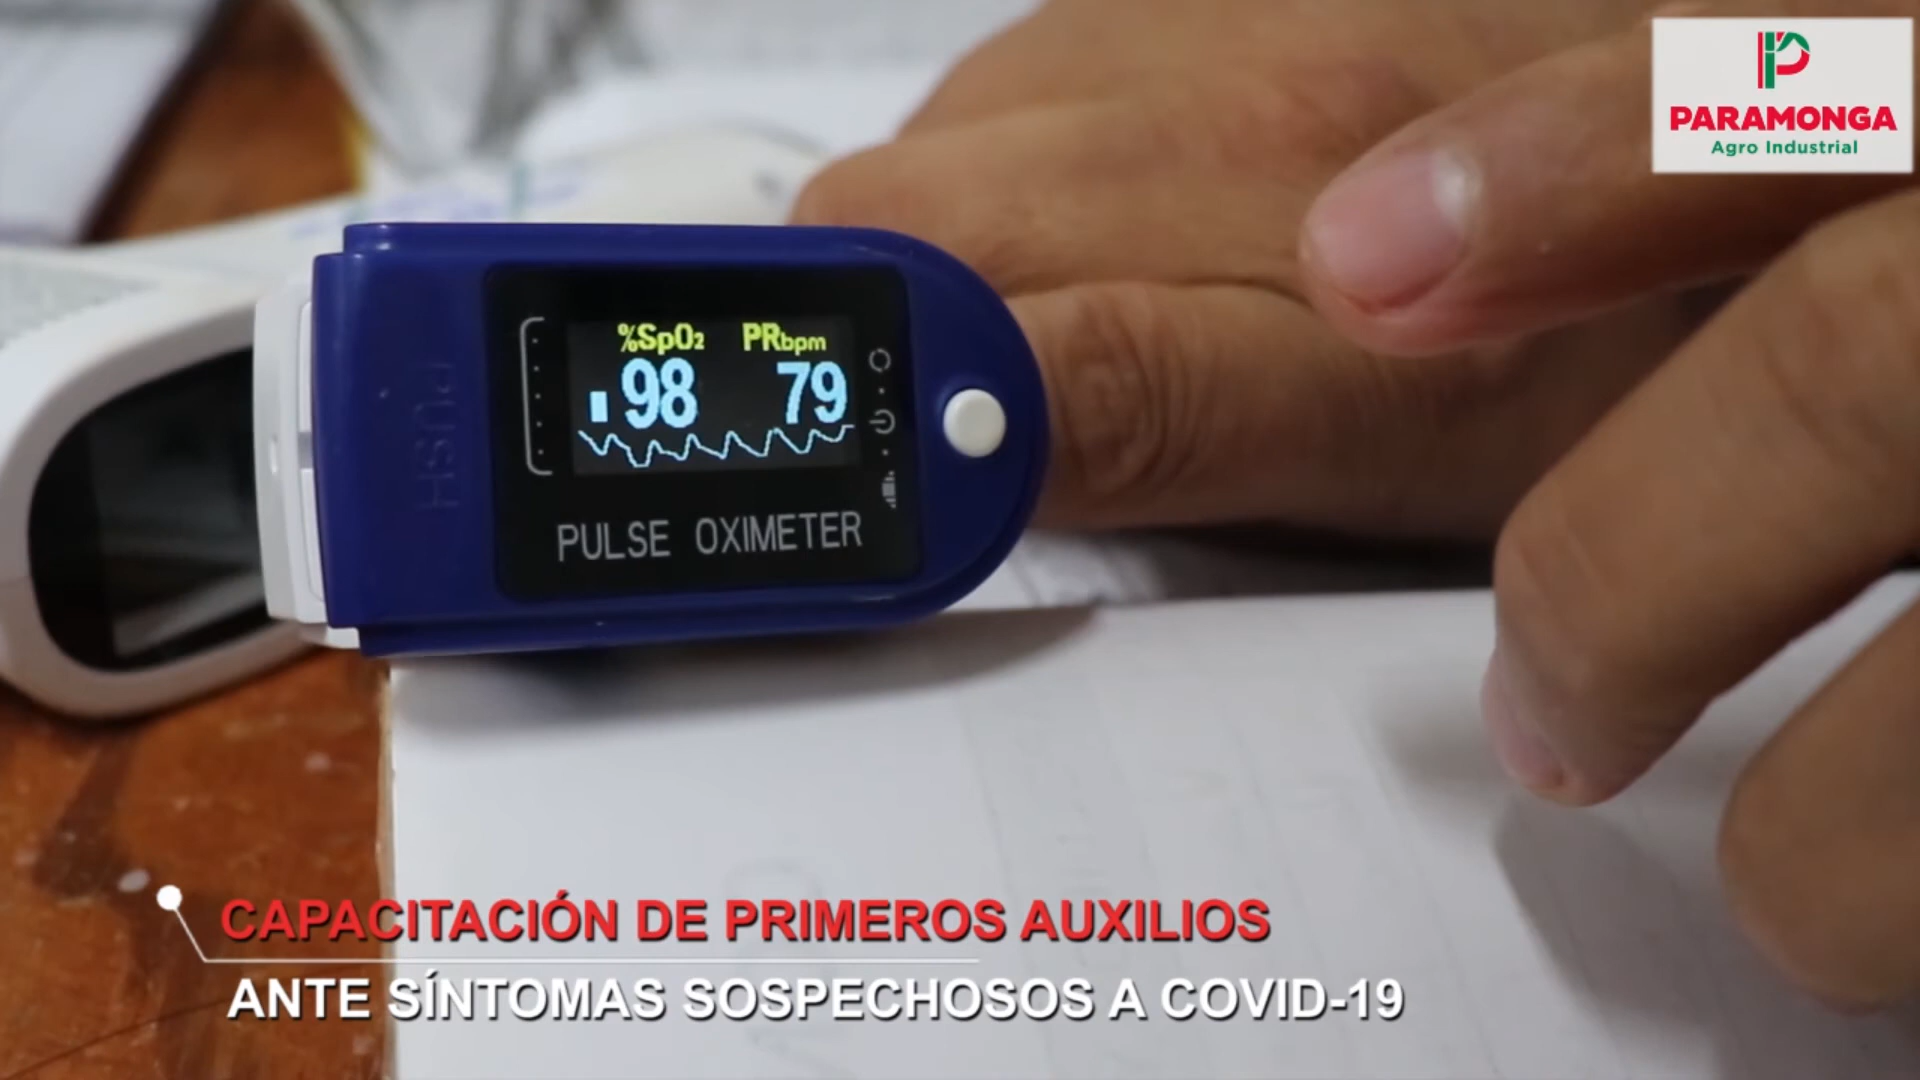 PARAMONGA
Agro Industrial
%SpO₂ PRbpm
98 79
PUSH
PULSE OXIMETER
CAPACITACIÓN DE PRIMEROS AUXILIOS
ANTE SÍNTOMAS SOSPECHOSOS A COVID-19